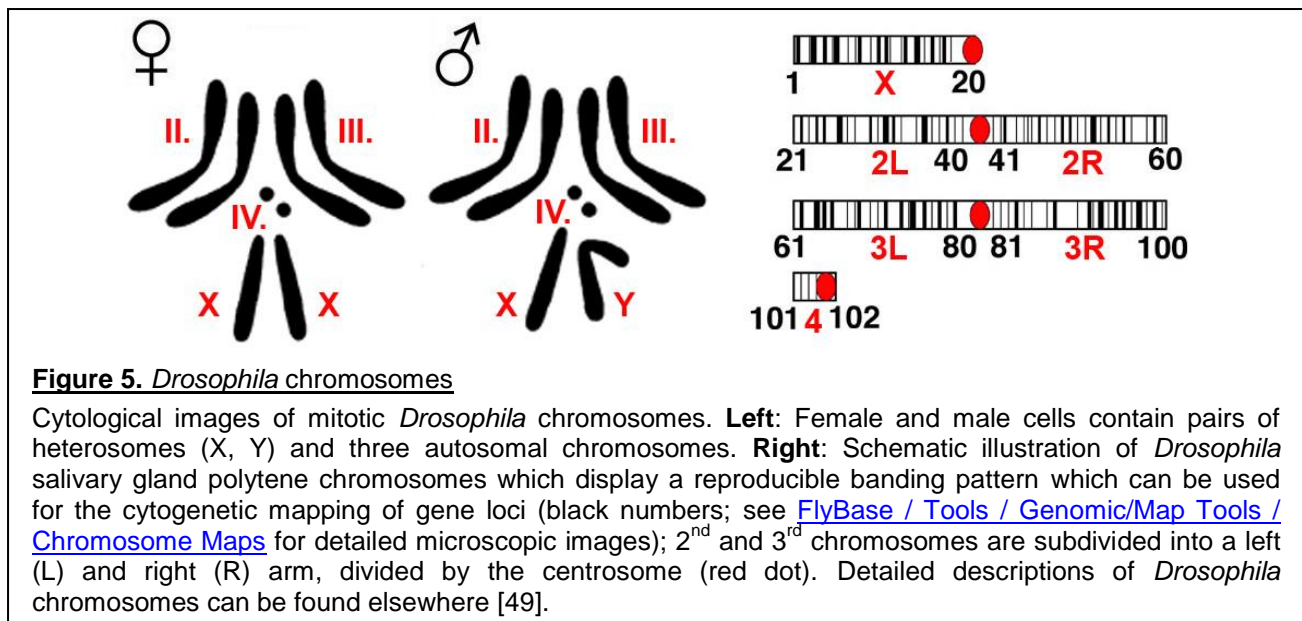 ♀ ♂
II. III. II. III.
IV. IV.
X X X Y
1 X 20
21 2L 40 41 2R 60
61 3L 80 81 3R 100
101 4 102
Figure 5. Drosophila chromosomes
Cytological images of mitotic Drosophila chromosomes. Left: Female and male cells contain pairs of
heterosomes (X, Y) and three autosomal chromosomes. Right: Schematic illustration of Drosophila
salivary gland polytene chromosomes which display a reproducible banding pattern which can be used
for the cytogenetic mapping of gene loci (black numbers; see FlyBase / Tools / Genomic/Map Tools /
Chromosome Maps for detailed microscopic images); 2nd and 3rd chromosomes are subdivided into a left
(L) and right (R) arm, divided by the centrosome (red dot). Detailed descriptions of Drosophila
chromosomes can be found elsewhere [49].